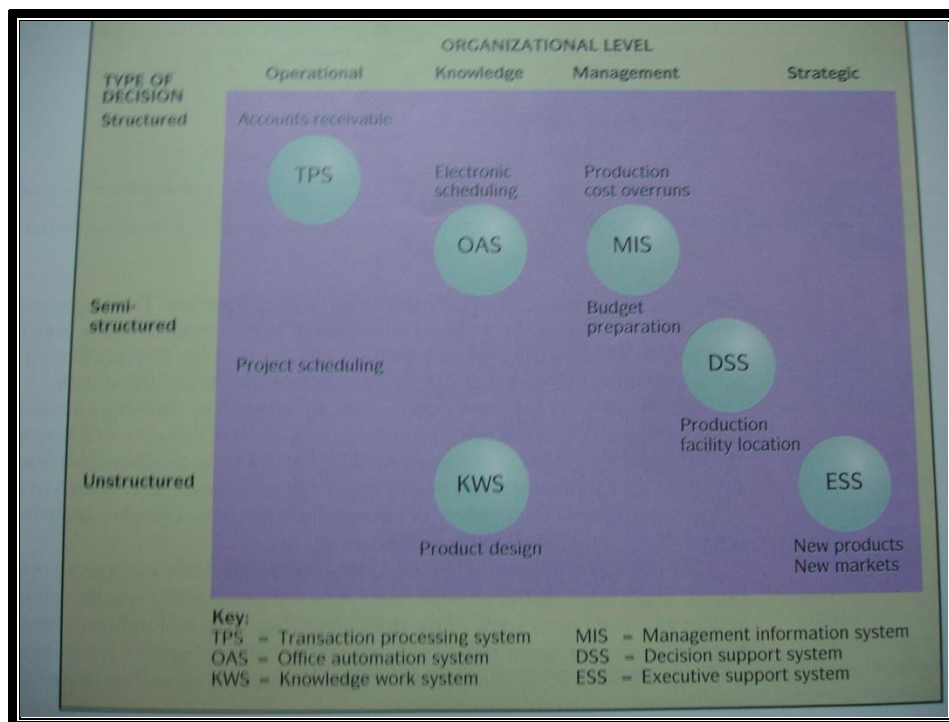 ORGANIZATIONAL LEVEL
TYPE OF
DECISION
Operational Knowledge Management Strategic
Structured
Accounts receivable
TPS
Electronic
scheduling
Production
cost overruns
OAS
MIS
Semi-
structured
Budget
preparation
Project scheduling
DSS
Production
facility location
Unstructured
KWS
ESS
Product design
New products
New markets
Key:
TPS = Transaction processing system
OAS = Office automation system
KWS = Knowledge work system
MIS = Management information system
DSS = Decision support system
ESS = Executive support system